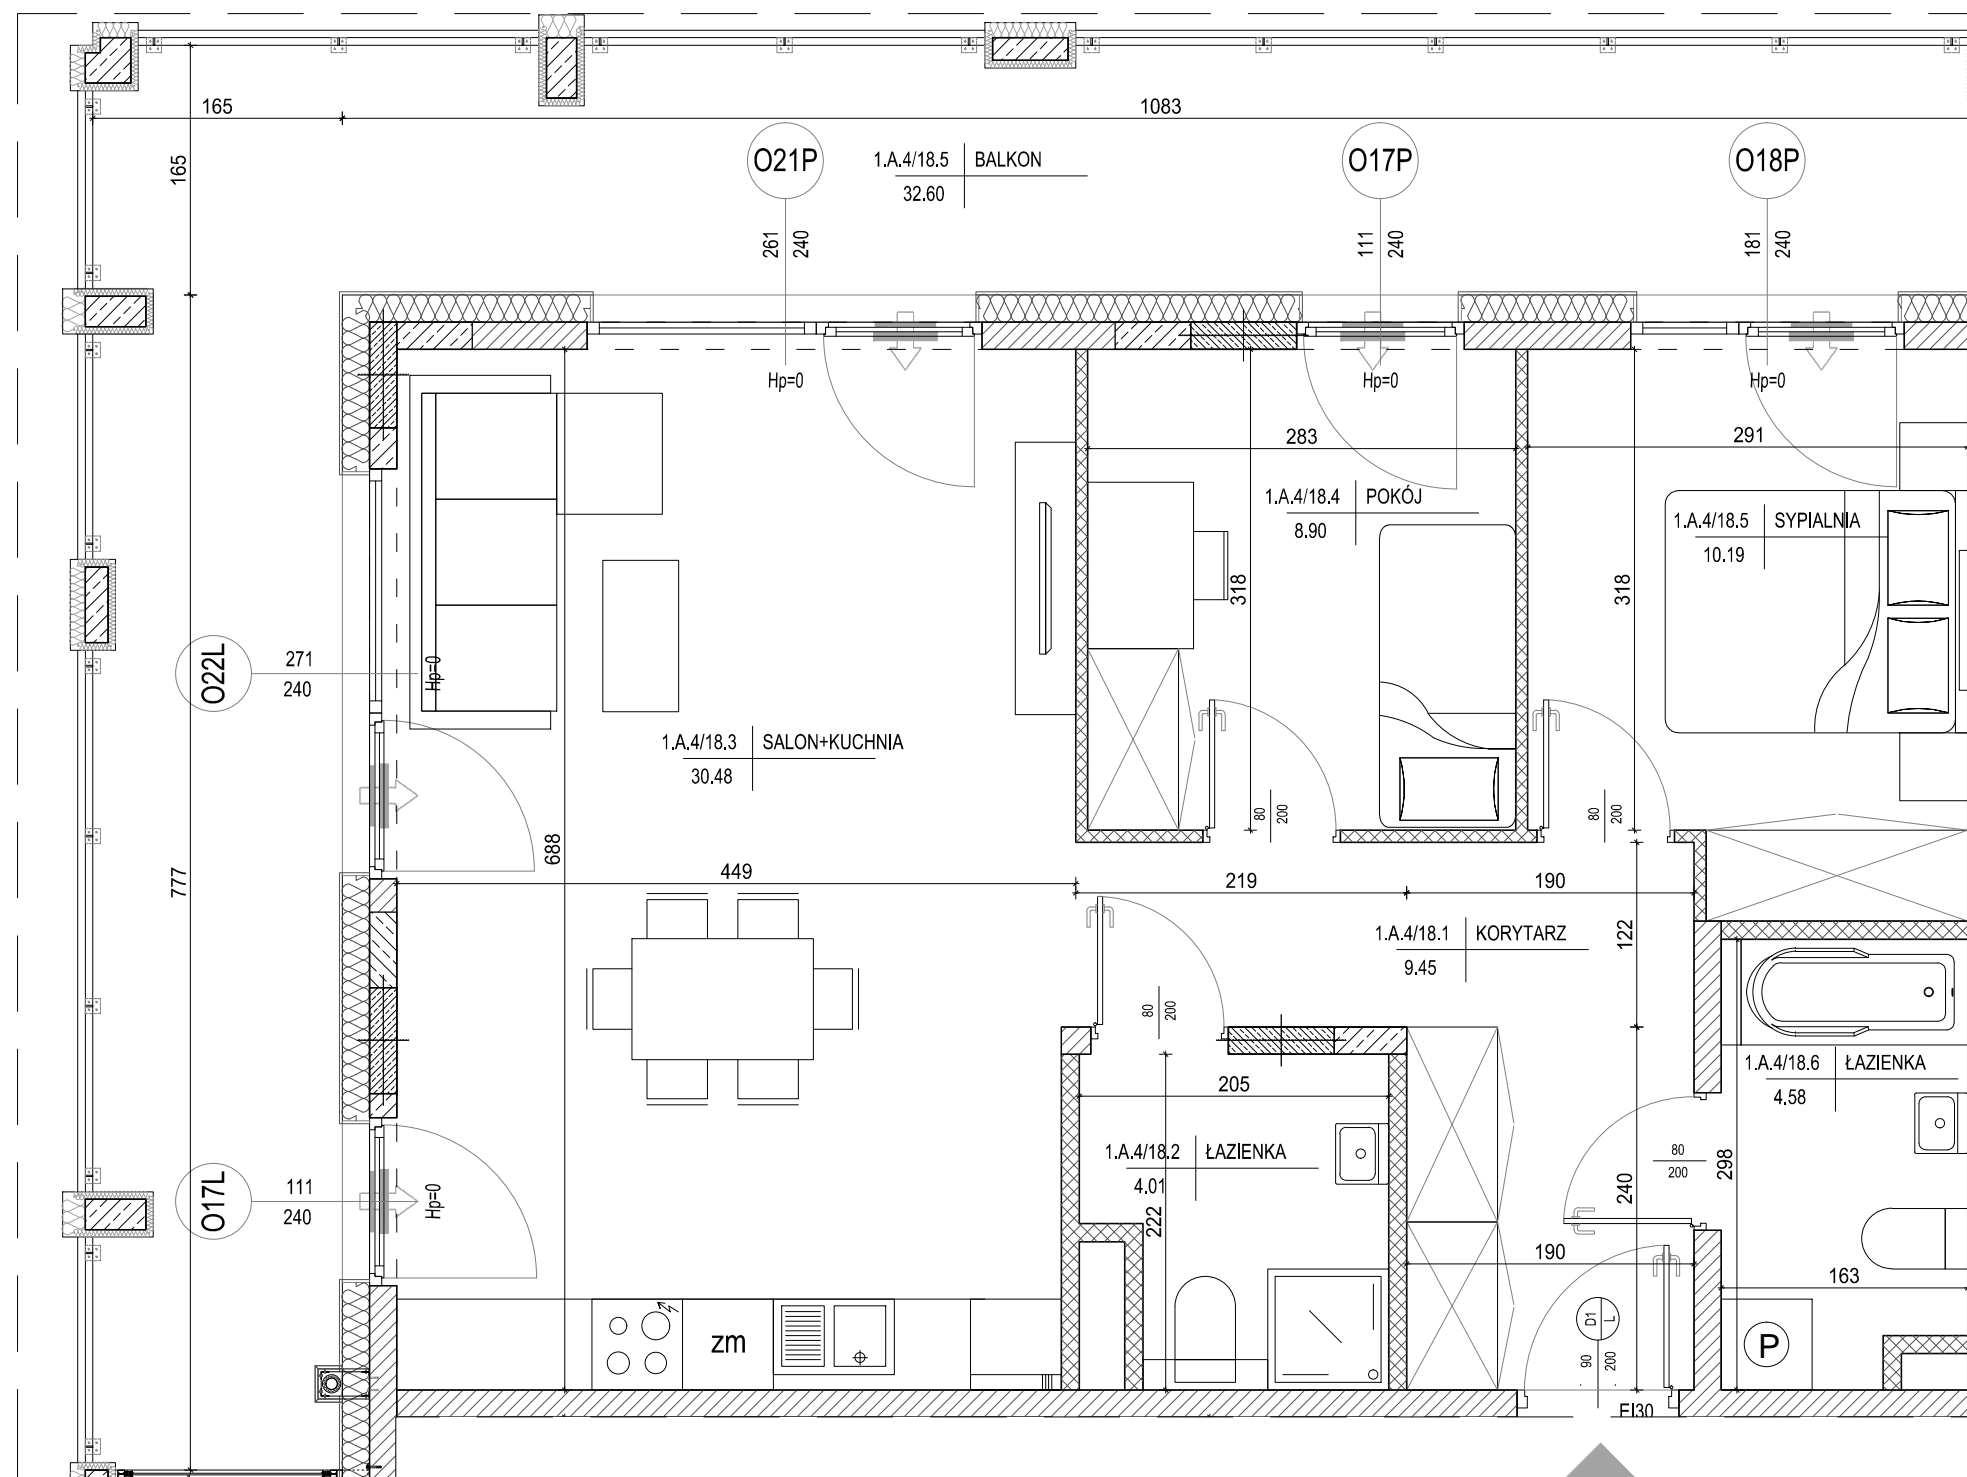 165
1083
165
O21P
1.A.4/18.5 BALKON
32.60
O17P
O18P
261
240
111
240
181
240
Hp=0
Hp=0
Hp=0
283
291
1.A.4/18.4 POKÓJ
8.90
1.A.4/18.5 SYPIALNIA
10.19
318
318
O22L
271
240
Hp=0
1.A.4/18.3 SALON+KUCHNIA
30.48
80
200
80
200
688
777
449
219
190
122
1.A.4/18.1 KORYTARZ
9.45
80
200
205
1.A.4/18.6 ŁAZIENKA
4.58
1.A.4/18.2 ŁAZIENKA
4.01
80
200
298
O17L
111
240
Hp=0
222
240
190
163
zm
D1
L
90
200
P
EI30